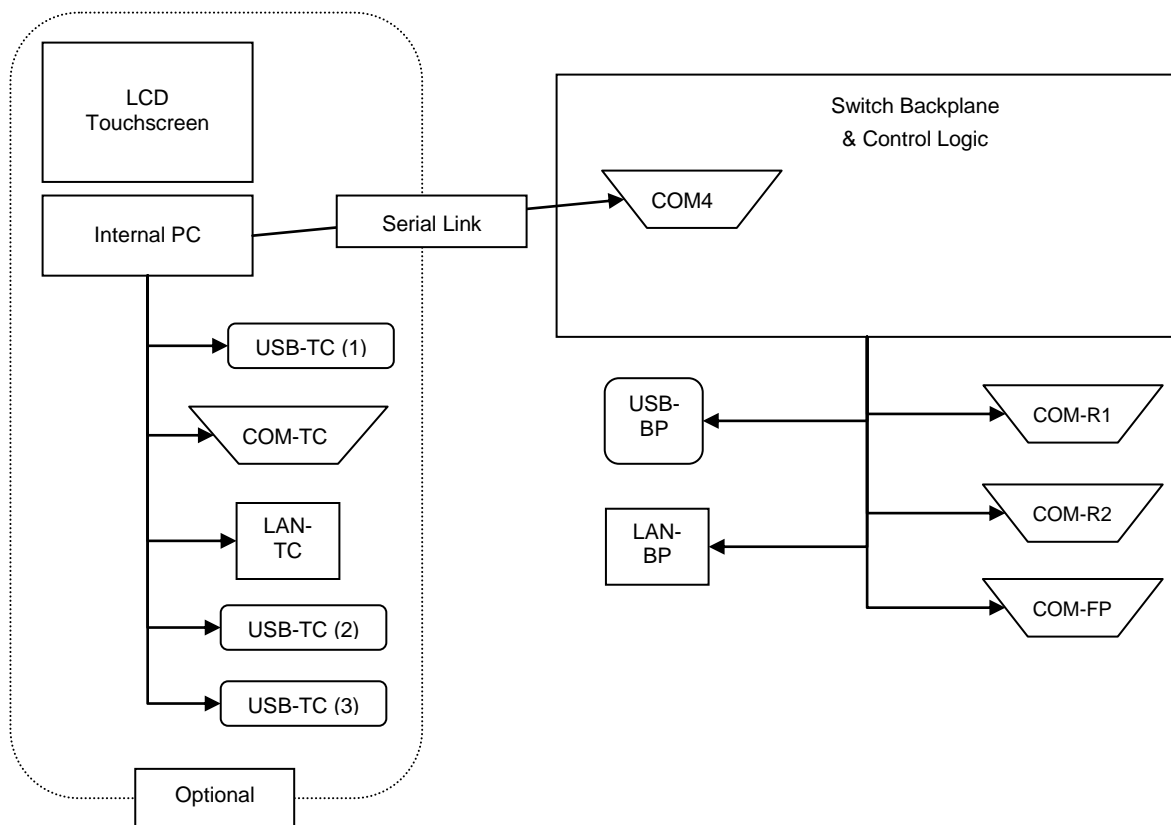 LCD
Touchscreen
Internal PC
Serial Link
Switch Backplane
& Control Logic
COM4
USB-TC (1)
COM-TC
LAN-
TC
USB-TC (2)
USB-TC (3)
Optional
USB-
BP
LAN-
BP
COM-R1
COM-R2
COM-FP